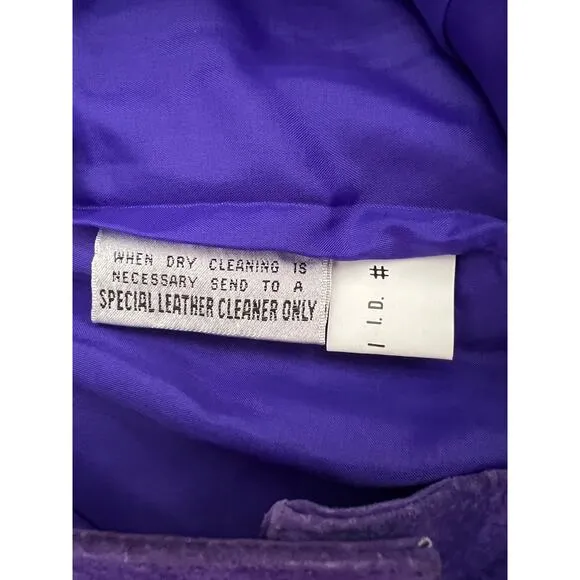 WHEN DRY CLEANING IS
NECESSARY SEND TO A
SPECIAL LEATHER CLEANER ONLY
I I.D. #